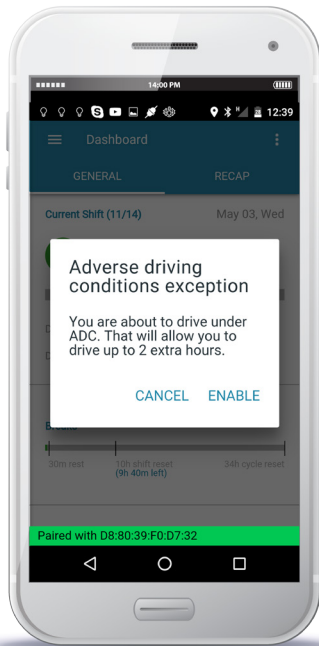 14:00 PM
12:39
Dashboard
GENERAL
RECAP
Current Shift (11/14)
May 03, Wed
Adverse driving
conditions exception
You are about to drive under
ADC. That will allow you to
drive up to 2 extra hours.
CANCEL
ENABLE
Breaks
30m rest
10h shift reset
34h cycle reset
(9h 40m left)
Paired with D8:80:39:F0:D7:32